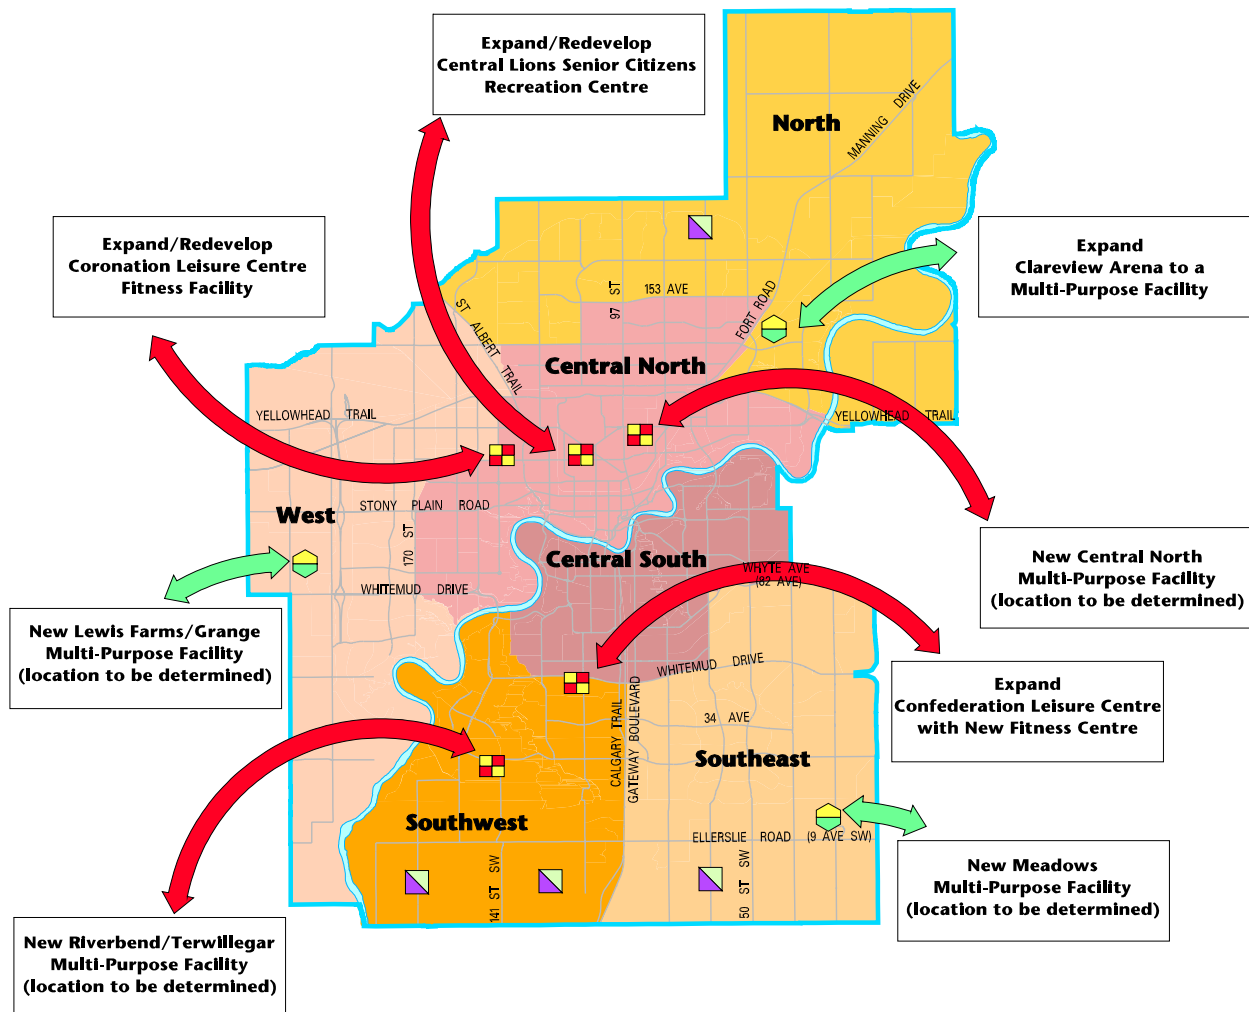 Expand/Redevelop
Central Lions Senior Citizens
Recreation Centre
North
MANNING DRIVE
Expand/Redevelop
Coronation Leisure Centre
Fitness Facility
Expand
Clareview Arena to a
Multi-Purpose Facility
97 ST
153 AVE
FORT ROAD
ST ALBERT TRAIL
Central North
YELLOWHEAD TRAIL
YELLOWHEAD TRAIL
STONY PLAIN ROAD
West
170 ST
Central South
WHYTE AVE
(82 AVE)
WHITEMUD DRIVE
New Central North
Multi-Purpose Facility
(location to be determined)
New Lewis Farms/Grange
Multi-Purpose Facility
(location to be determined)
WHITEMUD DRIVE
Expand
Confederation Leisure Centre
with New Fitness Centre
CALGARY TRAIL
GATEWAY BOULEVARD
34 AVE
Southeast
Southwest
ELLERSLIE ROAD (9 AVE SW)
141 ST SW
50 ST SW
New Meadows
Multi-Purpose Facility
(location to be determined)
New Riverbend/Terwillegar
Multi-Purpose Facility
(location to be determined)